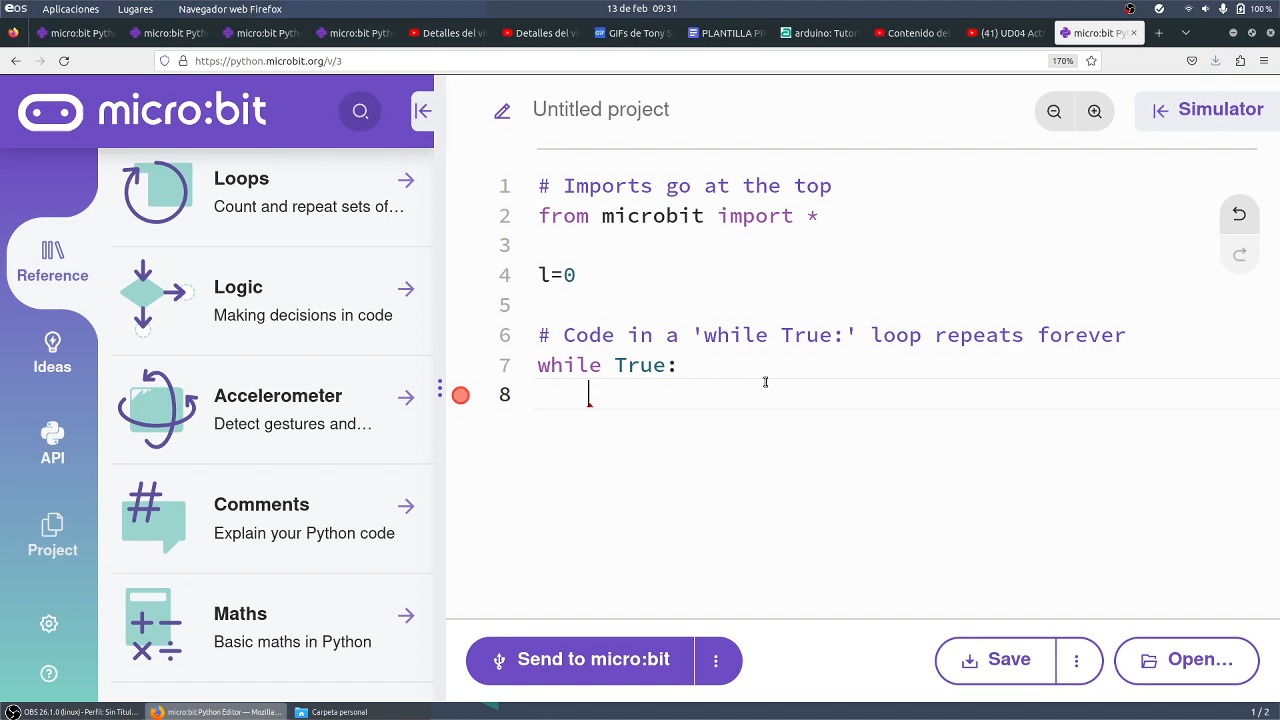 eOS Aplicaciones Lugares Navegador web Firefox 13 de feb 09:31 100 %
micro:bit Pyth micro:bit Pyth micro:bit Pyth micro:bit Pyth Detalles del vi Detalles del vi GIFs de Tony S PLANTILLA PR arduino: Tutor Contenido del (41) UD04 Act micro:bit Py
https://python.microbit.org/v/3 170%
micro:bit
Untitled project
Simulator
Reference
Ideas
API
Project
Loops
Count and repeat sets of…
Logic
Making decisions in code
Accelerometer
Detect gestures and…
Comments
Explain your Python code
Maths
Basic maths in Python
1 # Imports go at the top
2 from microbit import *
3
4 l=0
5
6 # Code in a 'while True:' loop repeats forever
7 while True:
8
Send to micro:bit
Save
Open...
OBS 26.1.0 (linux) - Perfil: Sin Titul… micro:bit Python Editor — Mozilla… Carpeta personal 1 / 2